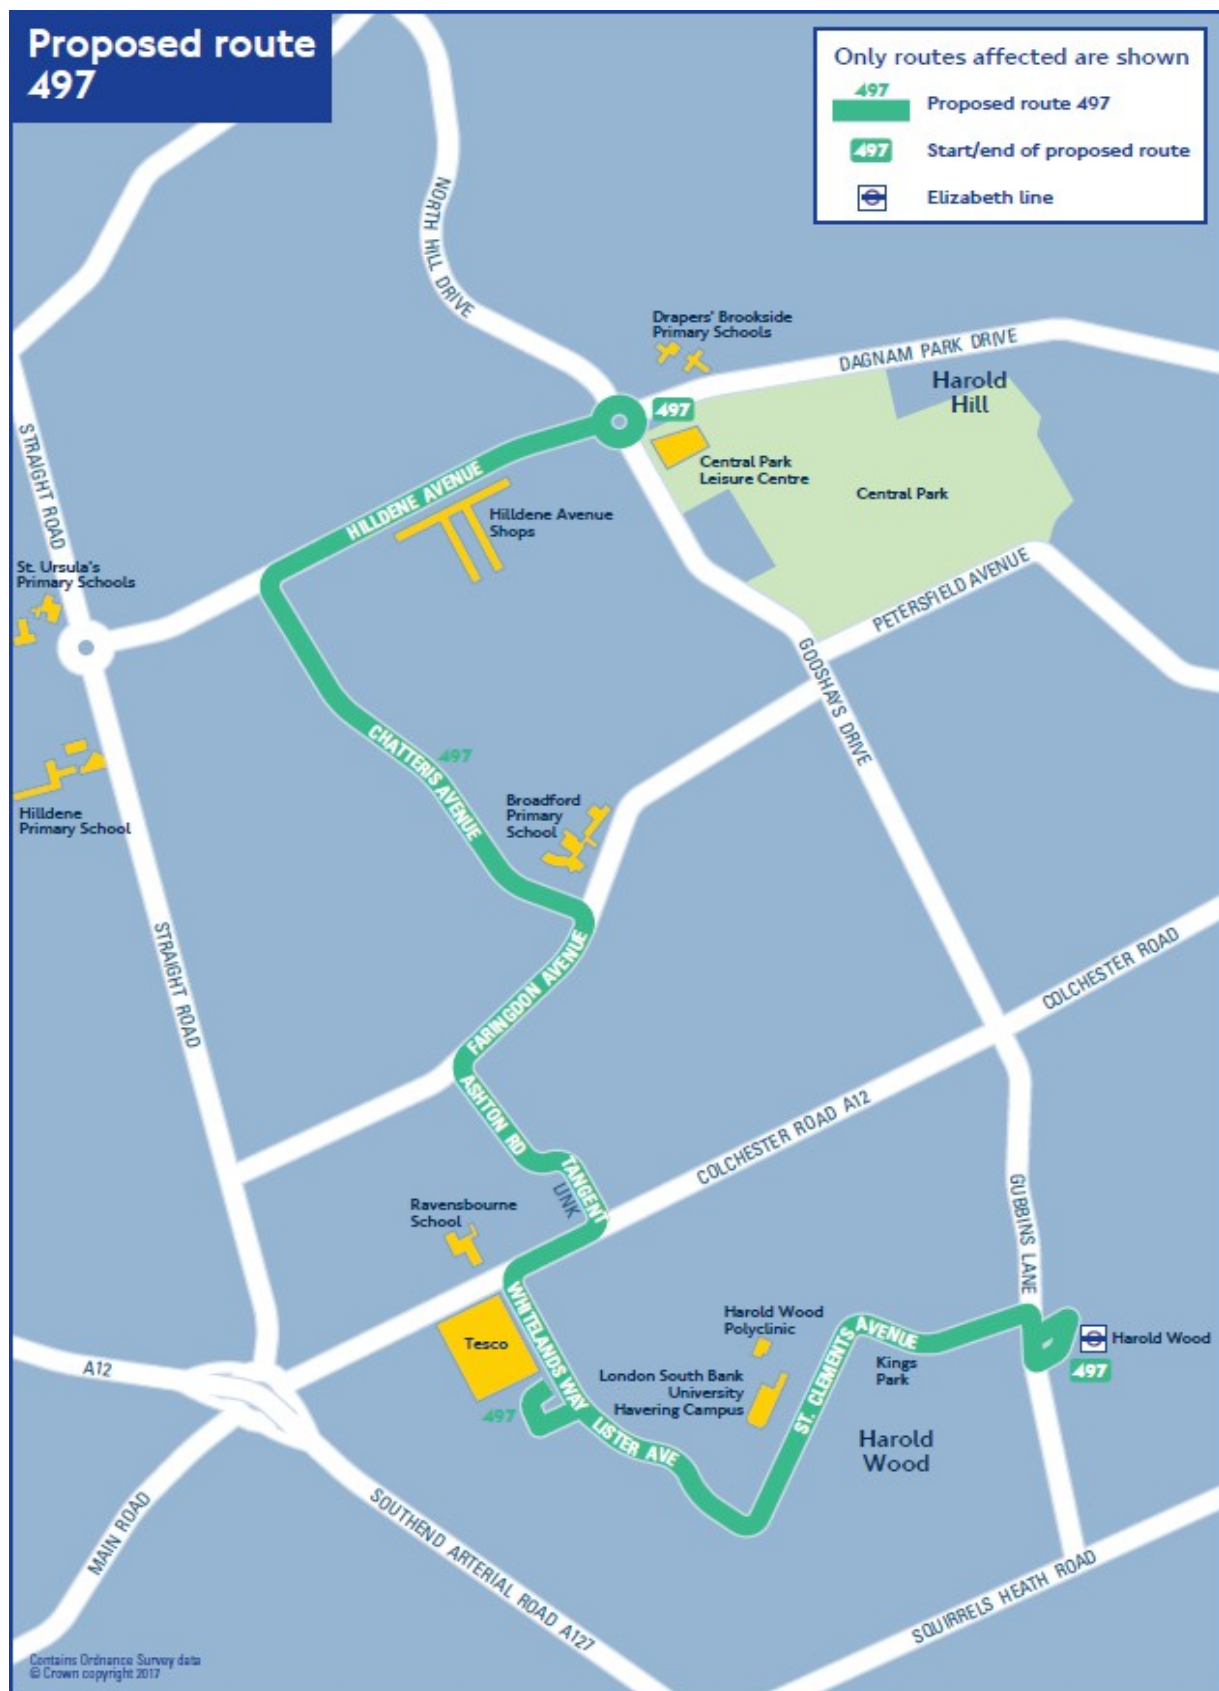 Proposed route
497
Only routes affected are shown
497
Proposed route 497
497
Start/end of proposed route
Elizabeth line
NORTH HILL DRIVE
Drapers' Brookside
Primary Schools
DAGNAM PARK DRIVE
Harold
Hill
497
STRAIGHT ROAD
HILLDENE AVENUE
Central Park
Leisure Centre
Central Park
Hilldene Avenue
Shops
St. Ursula's
Primary Schools
PETERSFIELD AVENUE
GOOSHAYS DRIVE
CHATTERIS AVENUE
497
Hilldene
Primary School
Broadford
Primary
School
STRAIGHT ROAD
FARINGDON AVENUE
COLCHESTER ROAD
ASHTON RD
COLCHESTER ROAD A12
TANGENT
LINK
Ravensbourne
School
GUBBINS LANE
WHITELANDS WAY
Tesco
Harold Wood
Polyclinic
ST. CLEMENTS AVENUE
Kings
Park
Harold Wood
497
A12
London South Bank
University
Havering Campus
497
LISTER AVE
Harold
Wood
MAIN ROAD
SOUTHEND ARTERIAL ROAD A127
SQUIRRELS HEATH ROAD
Contains Ordnance Survey data
© Crown copyright 2017